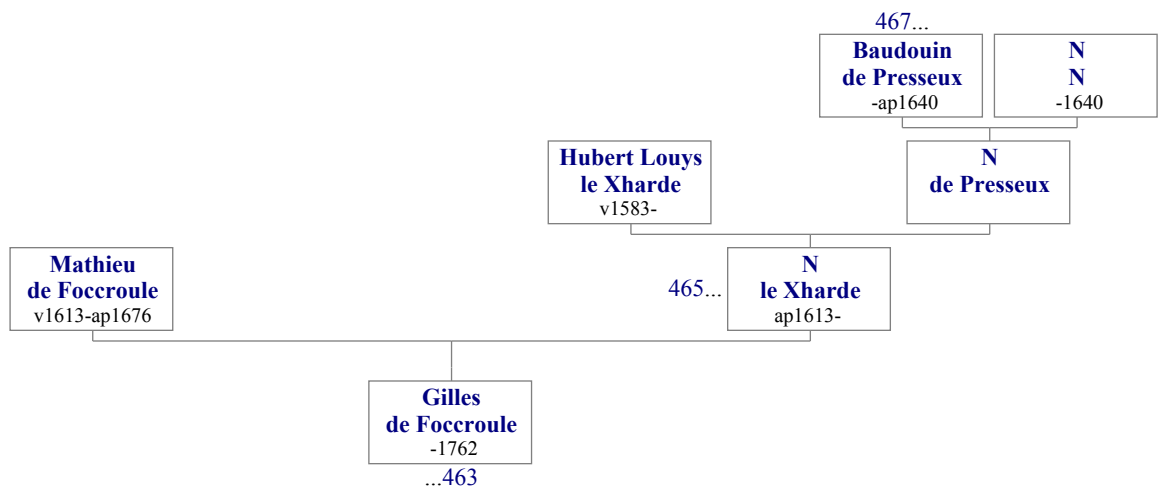 467...
Baudouin
de Presseux
-ap1640
N
N
-1640
Hubert Louys
le Xharde
v1583-
N
de Presseux
Mathieu
de Foccroule
v1613-ap1676
465...
N
le Xharde
ap1613-
Gilles
de Foccroule
-1762
...463